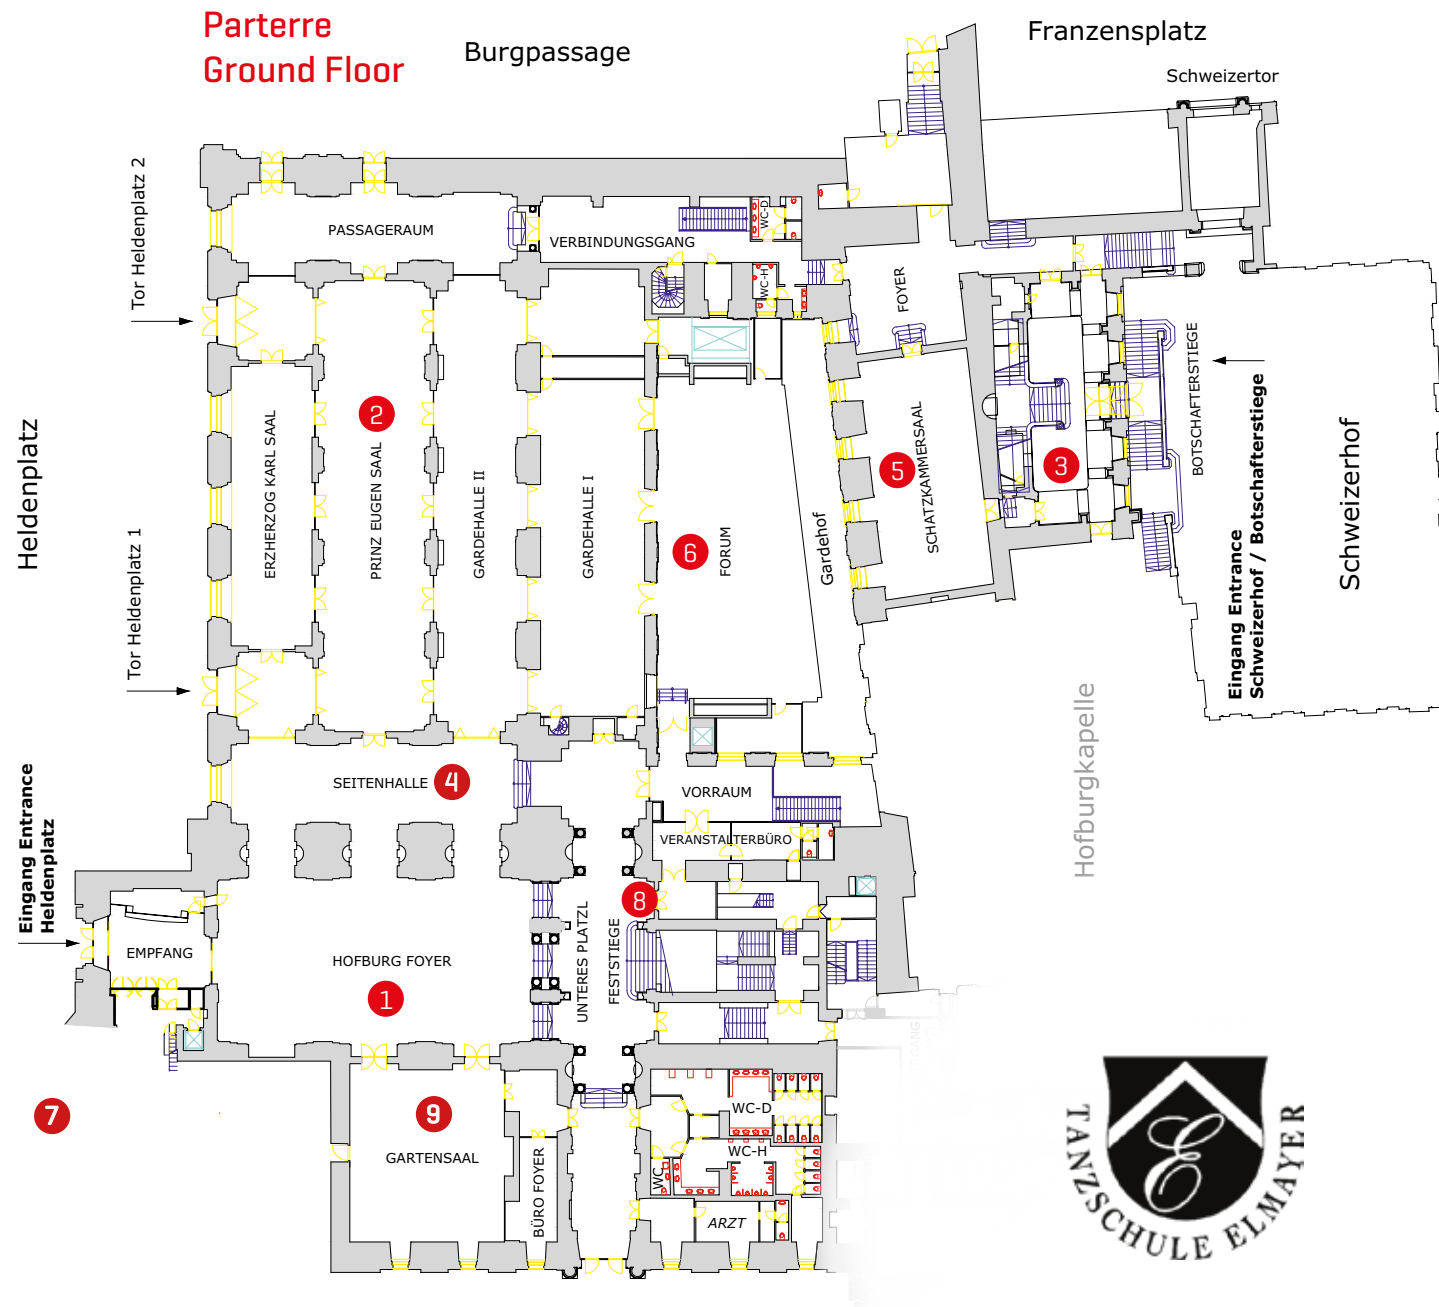 Parterre
Ground Floor
Burgpassage
Franzensplatz
Schweizertor
Tor Heldenplatz 2
PASSAGERAUM
VERBINDUNGSGANG
WC-D
WC-H
FOYER
3
BOTSCHAFTERSTIEGE
Eingang Entrance
Schweizerhof / Botschafterstiege
Schweizerhof
Heldenplatz
Tor Heldenplatz 1
ERZHERZOG KARL SAAL
2
PRINZ EUGEN SAAL
GARDEHALLE II
GARDEHALLE I
6
FORUM
Gardehof
5
SCHATZKAMMERSAAL
Hofburgkapelle
SEITENHALLE
4
VORRAUM
VERANSTALTERBÜRO
Eingang Entrance
Heldenplatz
EMPFANG
HOFBURG FOYER
1
UNTERES PLATZL
FESTSTIEGE
8
7
9
GARTENSAAL
BÜRO FOYER
WC-D
WC-H
WC
ARZT
E
TANZSCHULE ELMAYER